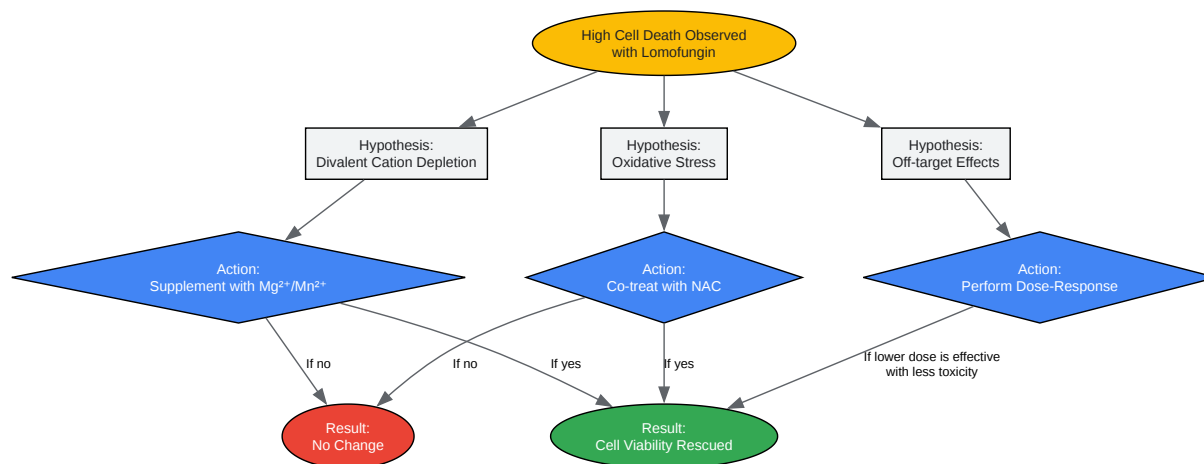 High Cell Death Observed
with Lomofungin
Hypothesis:
Divalent Cation Depletion
Hypothesis:
Oxidative Stress
Hypothesis:
Off-target Effects
Action:
Supplement with Mg²⁺/Mn²⁺
Action:
Co-treat with NAC
Action:
Perform Dose-Response
If no
If no
If yes
If yes
If lower dose is effective
with less toxicity
Result:
No Change
Result:
Cell Viability Rescued